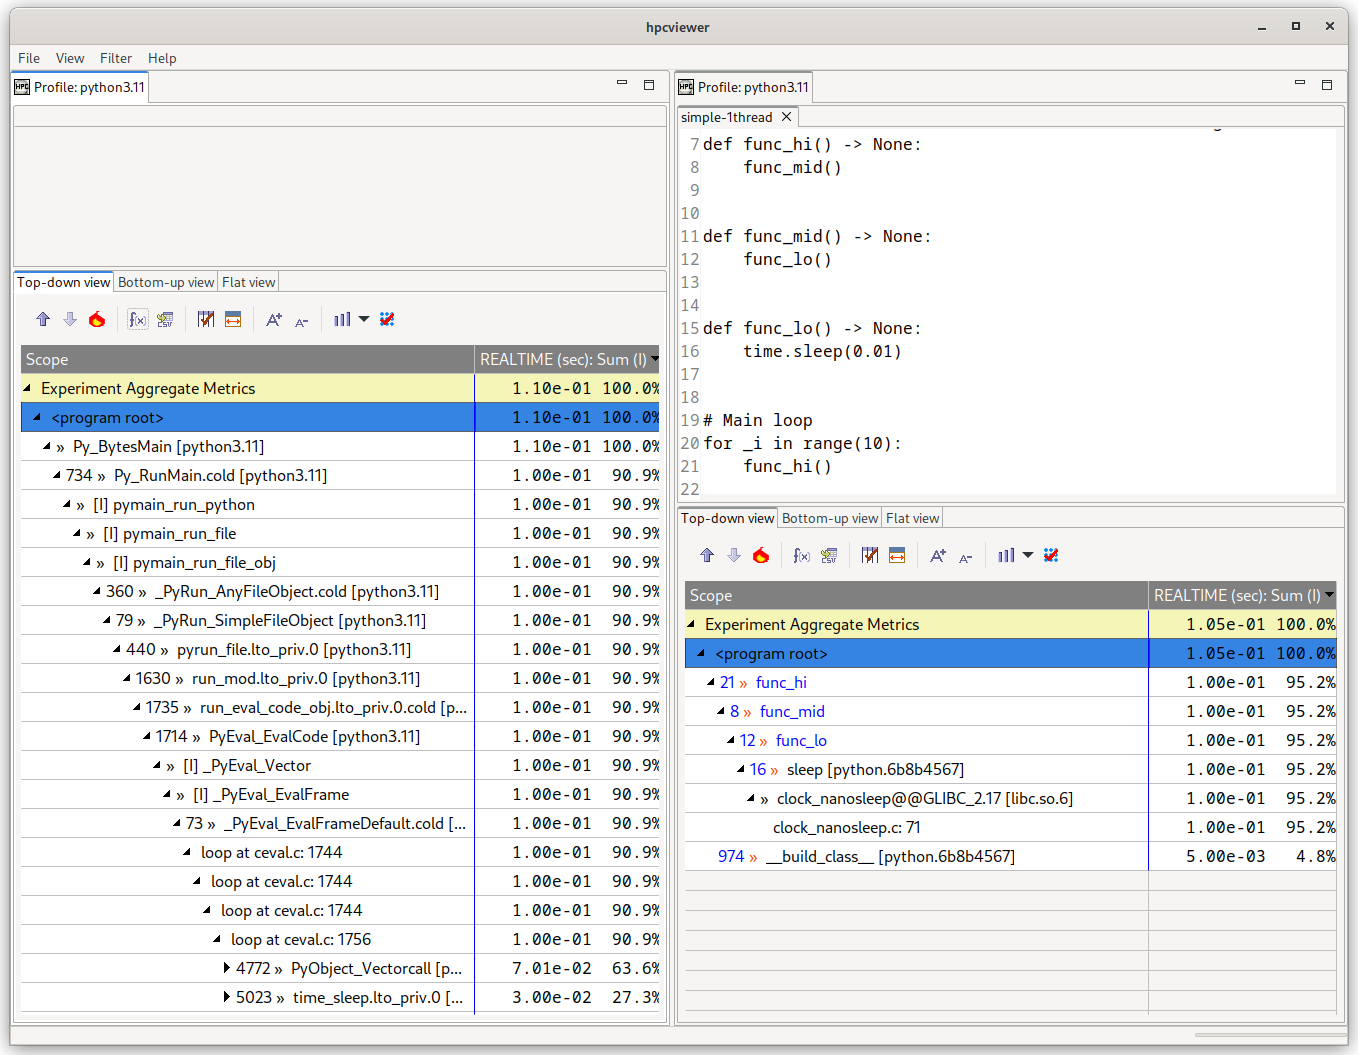 hpcviewer
File View Filter Help
Profile: python3.11
Top-down view Bottom-up view Flat view
Scope REALTIME (sec): Sum (I)
Experiment Aggregate Metrics 1.10e-01 100.0%
<program root> 1.10e-01 100.0%
» Py_BytesMain [python3.11] 1.10e-01 100.0%
734 » Py_RunMain.cold [python3.11] 1.00e-01 90.9%
» [I] pymain_run_python 1.00e-01 90.9%
» [I] pymain_run_file 1.00e-01 90.9%
» [I] pymain_run_file_obj 1.00e-01 90.9%
360 » _PyRun_AnyFileObject.cold [python3.11] 1.00e-01 90.9%
79 » _PyRun_SimpleFileObject [python3.11] 1.00e-01 90.9%
440 » pyrun_file.lto_priv.0 [python3.11] 1.00e-01 90.9%
1630 » run_mod.lto_priv.0 [python3.11] 1.00e-01 90.9%
1735 » run_eval_code_obj.lto_priv.0.cold [p... 1.00e-01 90.9%
1714 » PyEval_EvalCode [python3.11] 1.00e-01 90.9%
» [I] _PyEval_Vector 1.00e-01 90.9%
» [I] _PyEval_EvalFrame 1.00e-01 90.9%
73 » _PyEval_EvalFrameDefault.cold [... 1.00e-01 90.9%
loop at ceval.c: 1744 1.00e-01 90.9%
loop at ceval.c: 1744 1.00e-01 90.9%
loop at ceval.c: 1744 1.00e-01 90.9%
loop at ceval.c: 1756 1.00e-01 90.9%
4772 » PyObject_Vectorcall [p... 7.01e-02 63.6%
5023 » time_sleep.lto_priv.0 [... 3.00e-02 27.3%
Profile: python3.11
simple-1thread
7 def func_hi() -> None:
8 func_mid()
9
10
11 def func_mid() -> None:
12 func_lo()
13
14
15 def func_lo() -> None:
16 time.sleep(0.01)
17
18
19 # Main loop
20 for _i in range(10):
21 func_hi()
22
Top-down view Bottom-up view Flat view
Scope REALTIME (sec): Sum (I)
Experiment Aggregate Metrics 1.05e-01 100.0%
<program root> 1.05e-01 100.0%
21 » func_hi 1.00e-01 95.2%
8 » func_mid 1.00e-01 95.2%
12 » func_lo 1.00e-01 95.2%
16 » sleep [python.6b8b4567] 1.00e-01 95.2%
» clock_nanosleep@@GLIBC_2.17 [libc.so.6] 1.00e-01 95.2%
clock_nanosleep.c: 71 1.00e-01 95.2%
974 » __build_class__ [python.6b8b4567] 5.00e-03 4.8%